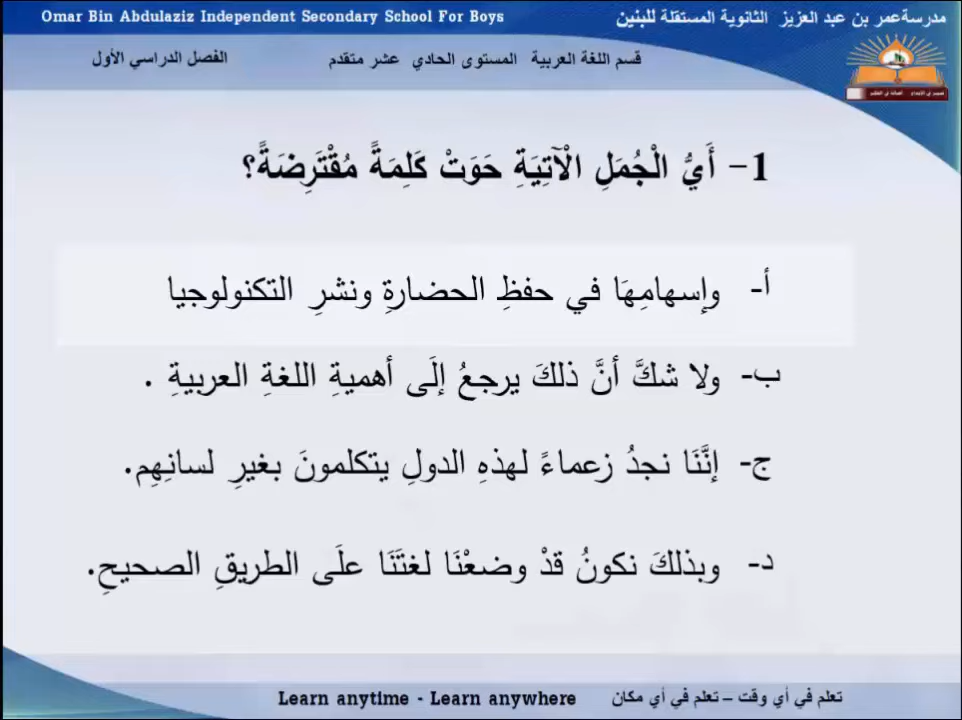 Omar Bin Abdulaziz Independent Secondary School For Boys
مدرسةعمر بن عبد العزيز الثانوية المستقلة للبنين
قسم اللغة العربية المستوى الحادي عشر متقدم
الفصل الدراسي الأول
1- أَيُّ الْجُمَلِ الْآتِيَةِ حَوَتْ كَلِمَةً مُقْتَرِضَةً؟
أ- وإسهامِهَا في حفظِ الحضارةِ ونشرِ التكنولوجيا
ب- ولا شكَّ أنَّ ذلكَ يرجعُ إلَى أهميةِ اللغةِ العربيةِ .
ج- إنَّنَا نجدُ زعماءً لهذهِ الدولِ يتكلمونَ بغيرِ لسانِهِم.
د- وبذلكَ نكونُ قدْ وضعْنَا لغتَنَا علَى الطريقِ الصحيحِ.
Learn anytime - Learn anywhere
تعلم في أي وقت – تعلم في أي مكان